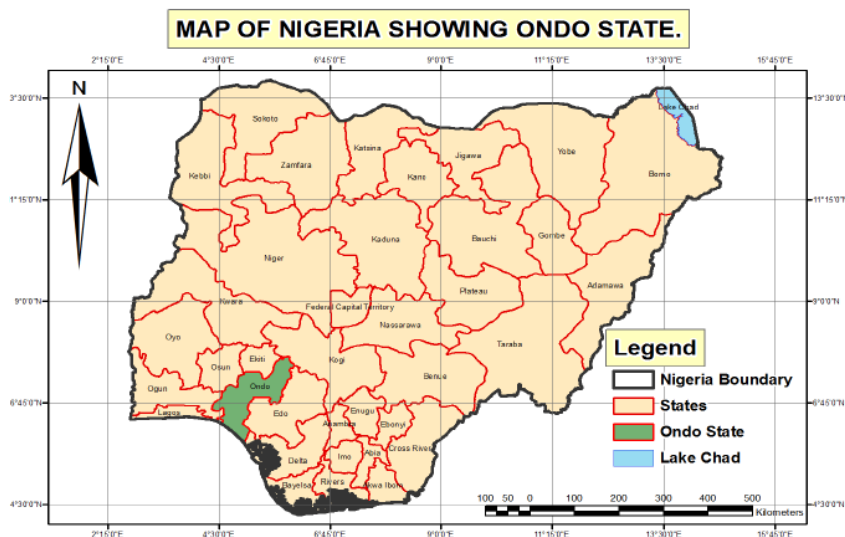 MAP OF NIGERIA SHOWING ONDO STATE.
2°15'0"E 4°30'0"E 6°45'0"E 9°0'0"E 11°15'0"E 13°30'0"E 15°45'0"E
N
3°30'0"N 13°30'0"N
Lake Chad
Sokoto
Katsina
Jigawa
Yobe
Zamfara
Kebbi
Kano
Borno
1°15'0"N 11°15'0"N
Kaduna
Bauchi
Gombe
Niger
Adamawa
Plateau
9°0'0"N 9°0'0"N
Kwara
Federal Capital Territory
Nassarawa
Oyo
Taraba
Osun
Ekiti
Kogi
Benue
Ogun
Ondo
Legend
Nigeria Boundary
States
Ondo State
Lake Chad
6°45'0"N 6°45'0"N
Lagos
Edo
Anambra
Enugu
Ebonyi
Cross River
Delta
Imo
Abia
Bayelsa
Rivers
Akwa Ibom
4°30'0"N 4°30'0"N
100 50 0 100 200 300 400 500
Kilometers
2°15'0"E 4°30'0"E 6°45'0"E 9°0'0"E 11°15'0"E 13°30'0"E 15°45'0"E